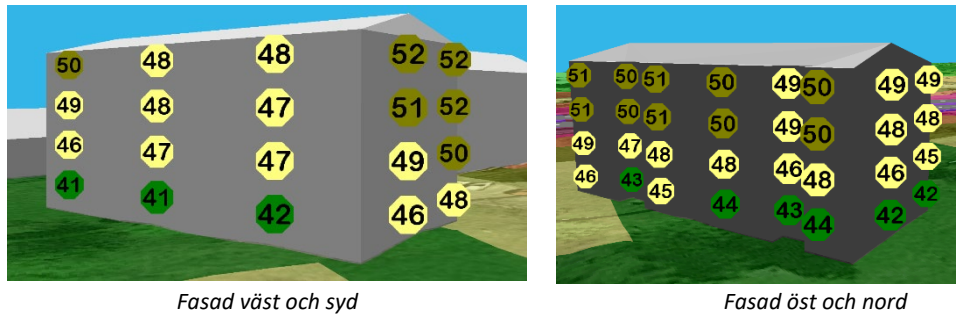 50 48 48 52 52
49 48 47 51 52
46 47 47 49 50
41 41 42 46 48
51 50 51 50 49 50 49 49
51 50 51 50 49 50 48 48
49 47 48 48 46 48 46 45
46 43 45 44 43 44 42 42
Fasad väst och syd
Fasad öst och nord